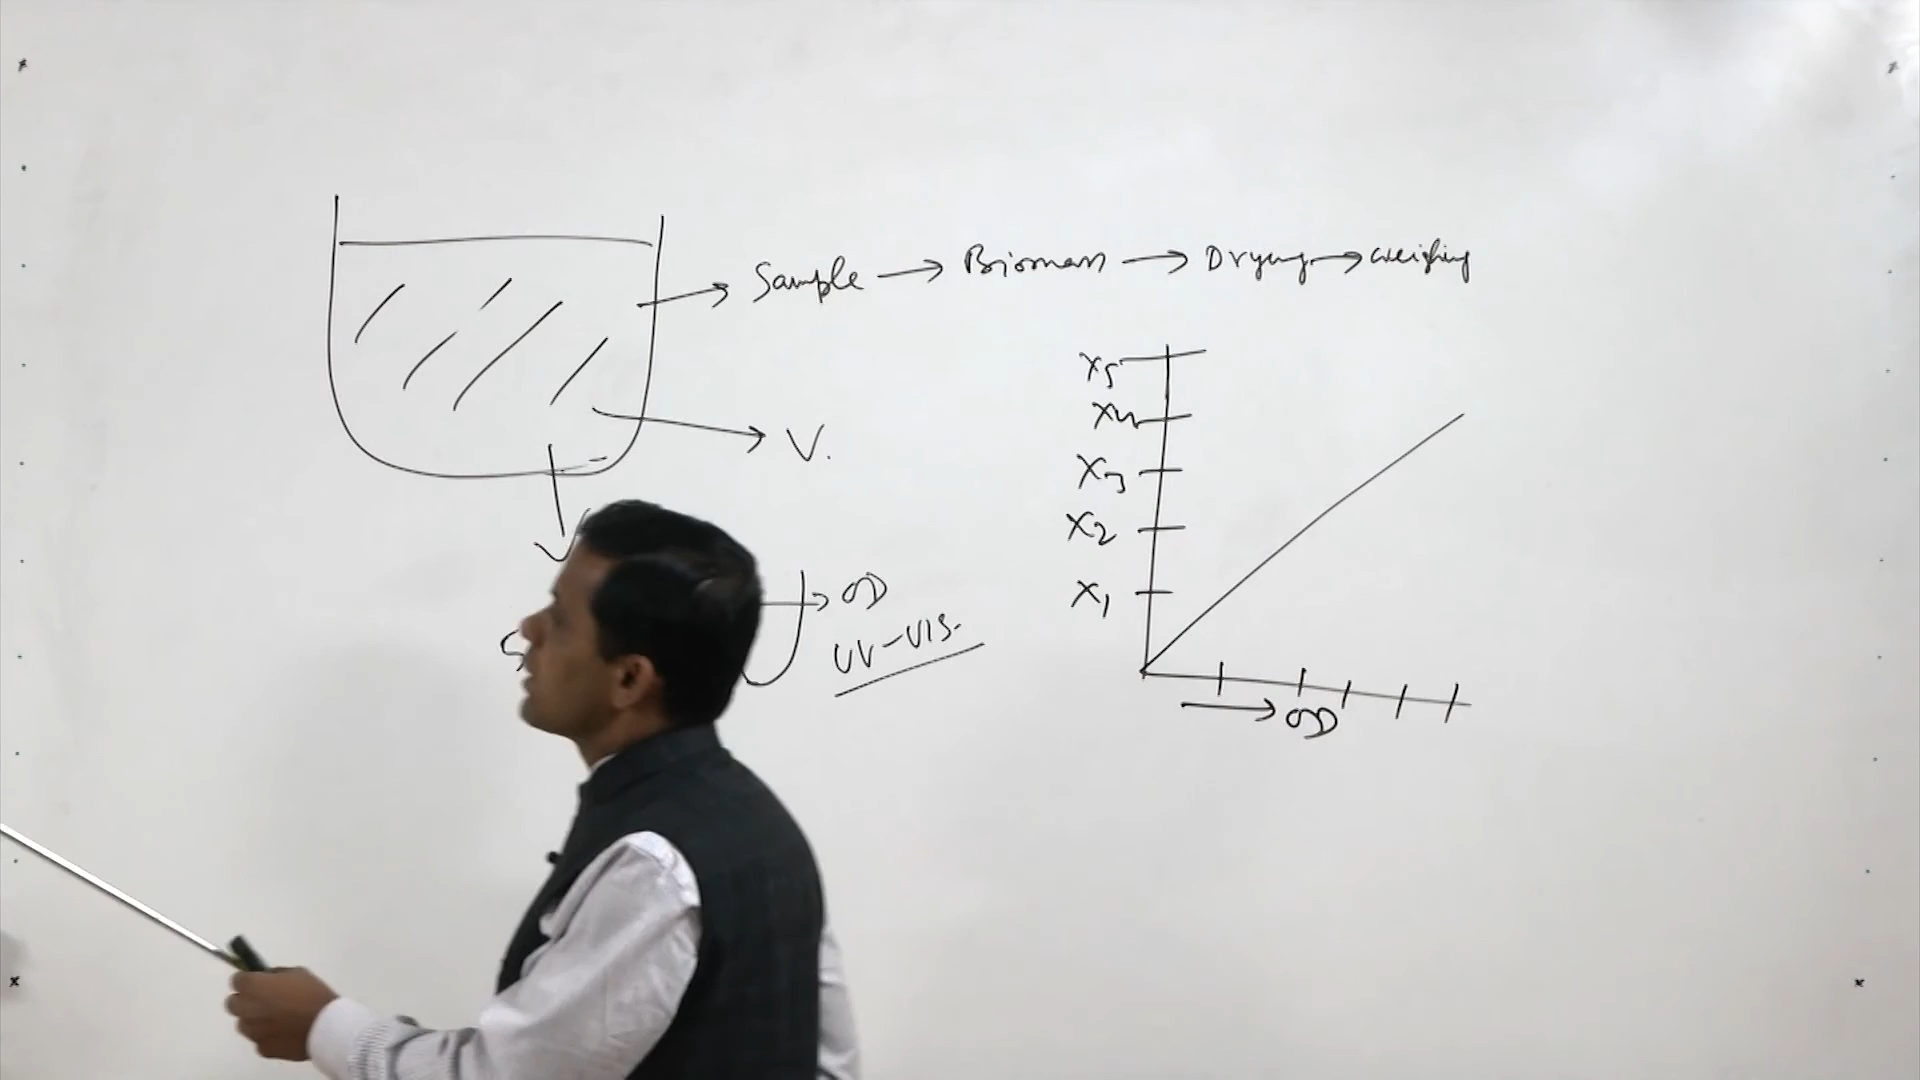 Sample → Biomass → Drying → Weighing
V.
OD
UV-VIS.
X5
X4
X3
X2
X1
→ OD